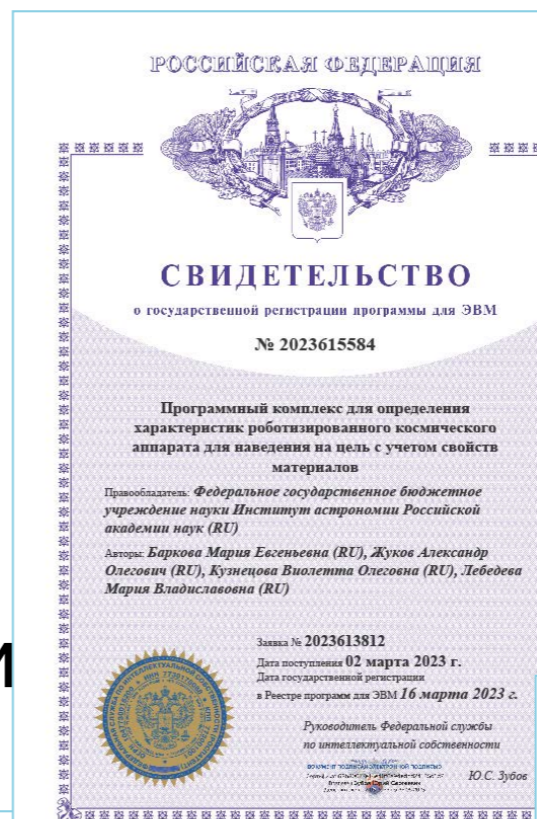 РОССИЙСКАЯ ФЕДЕРАЦИЯ
СВИДЕТЕЛЬСТВО
о государственной регистрации программы для ЭВМ
№ 2023615584
Программный комплекс для определения
характеристик роботизированного космического
аппарата для наведения на цель с учетом свойств
материалов
Правообладатель: Федеральное государственное бюджетное
учреждение науки Институт астрономии Российской
академии наук (RU)
Авторы: Баркова Мария Евгеньевна (RU), Жуков Александр
Олегович (RU), Кузнецова Виолетта Олеговна (RU), Лебедева
Мария Владиславовна (RU)
Заявка № 2023613812
Дата поступления 02 марта 2023 г.
Дата государственной регистрации
в Реестре программ для ЭВМ 16 марта 2023 г.
И
Руководитель Федеральной службы
по интеллектуальной собственности
ДОКУМЕНТ ПОДПИСАН ЭЛЕКТРОННОЙ ПОДПИСЬЮ
Ю.С. Зубов